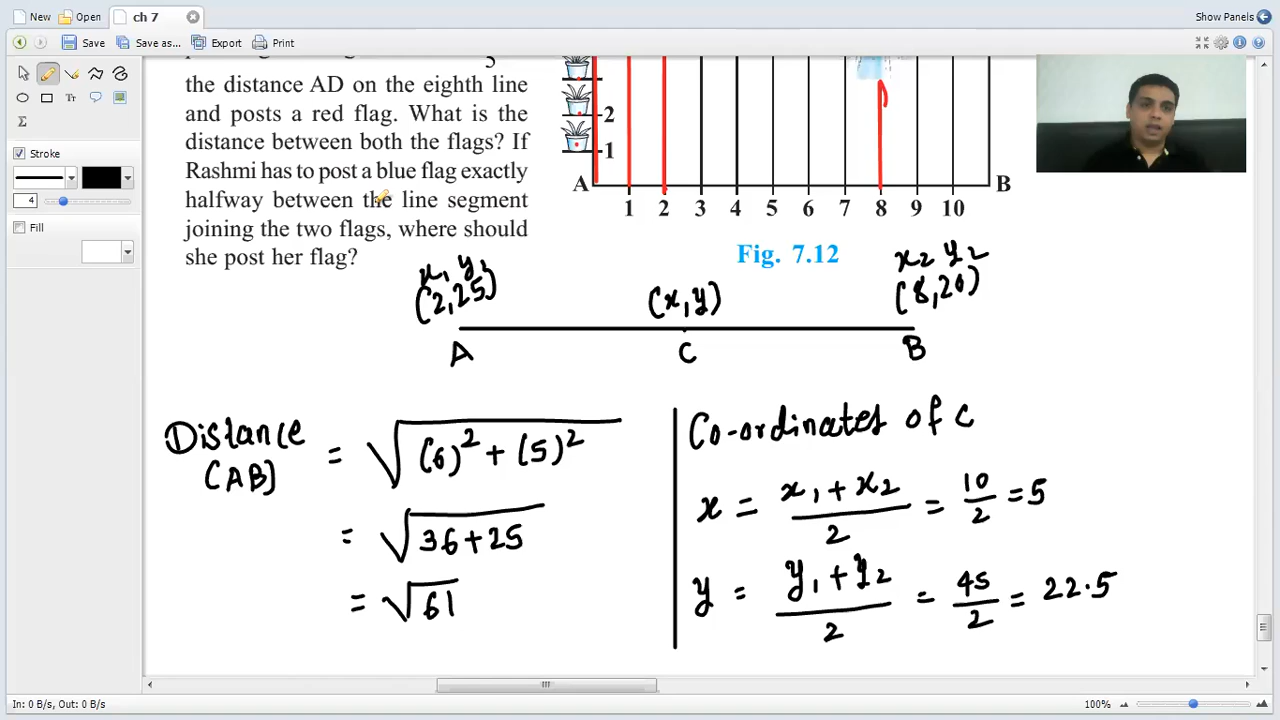 New Open ch 7
Show Panels
Save Save as... Export Print
5
the distance AD on the eighth line
and posts a red flag. What is the
distance between both the flags? If
Rashmi has to post a blue flag exactly
halfway between the line segment
joining the two flags, where should
she post her flag?
2
1
A B
1 2 3 4 5 6 7 8 9 10
Fig. 7.12
Tr
Σ
Stroke
4
Fill
x₁ y₁
(2,25)
(x,y)
x₂ y₂
(8,20)
A C B
Distance (AB) = √(6)² + (5)²
= √36+25
= √61
Co-ordinates of C
x = x₁ + x₂ / 2 = 10/2 = 5
y = y₁ + y₂ / 2 = 45/2 = 22.5
In: 0 B/s, Out: 0 B/s
100%